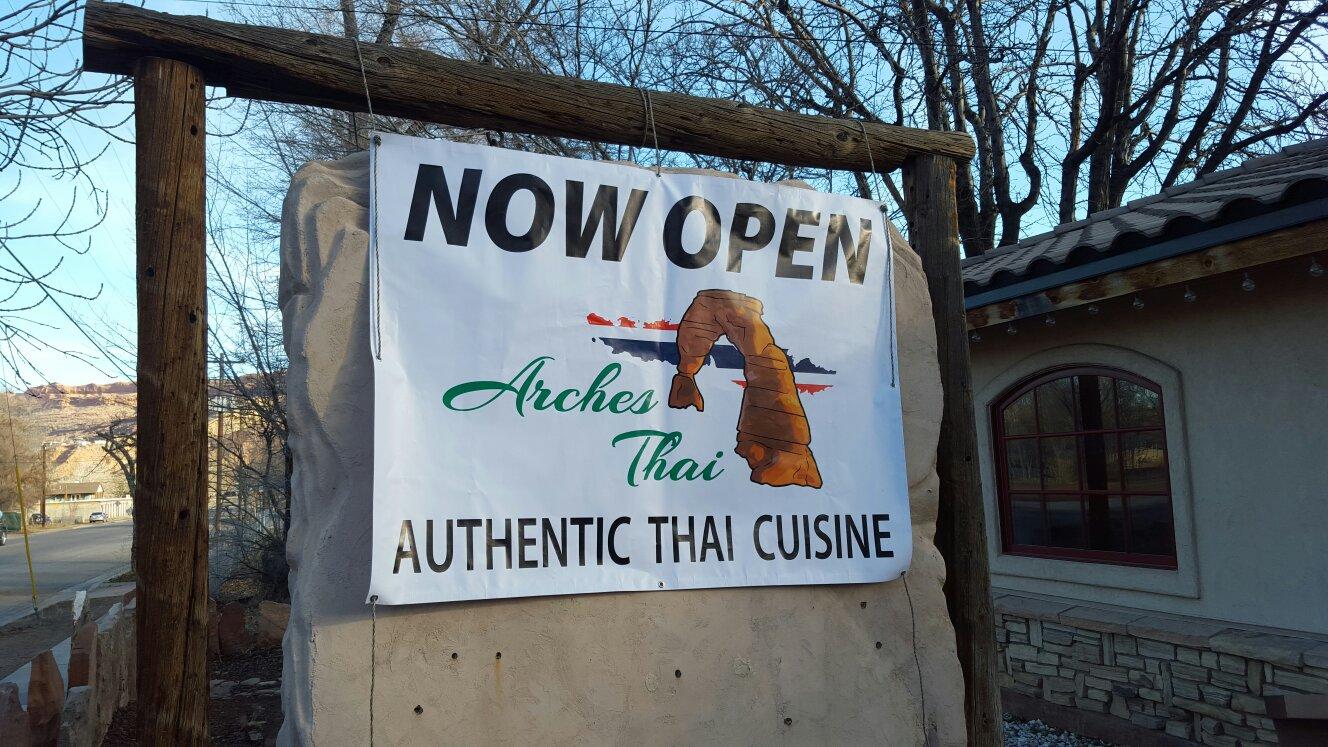 NOW OPEN
Arches
Thai
AUTHENTIC THAI CUISINE